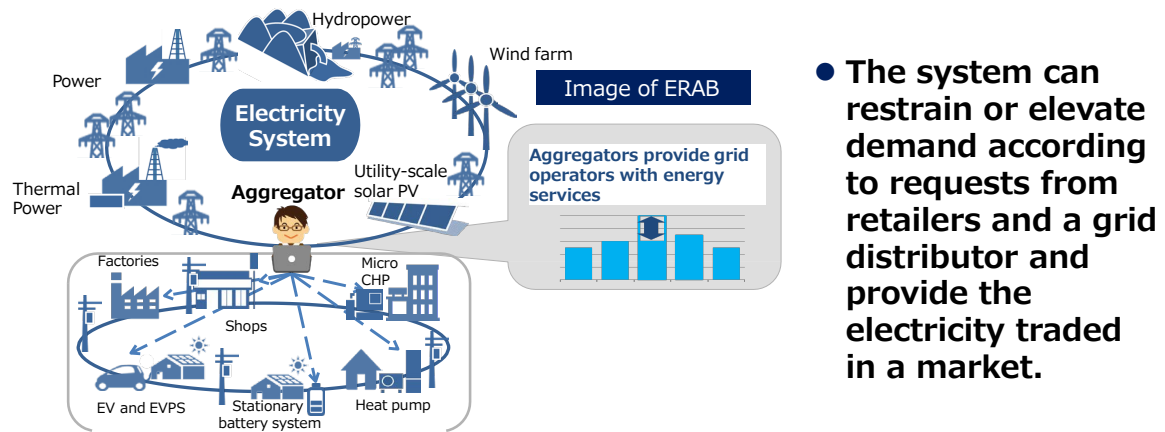 Hydropower
Wind farm
Power
Image of ERAB
Electricity
System
Aggregators provide grid
operators with energy
services
Utility-scale
solar PV
Thermal
Power
Aggregator
Factories
Micro
CHP
Shops
EV and EVPS
Stationary
battery system
Heat pump
● The system can
restrain or elevate
demand according
to requests from
retailers and a grid
distributor and
provide the
electricity traded
in a market.